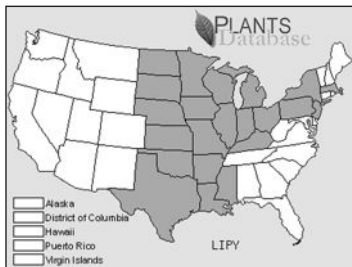 PLANTS
Database
Alaska
District of Columbia
Hawaii
Puerto Rico
Virgin Islands
LIPY